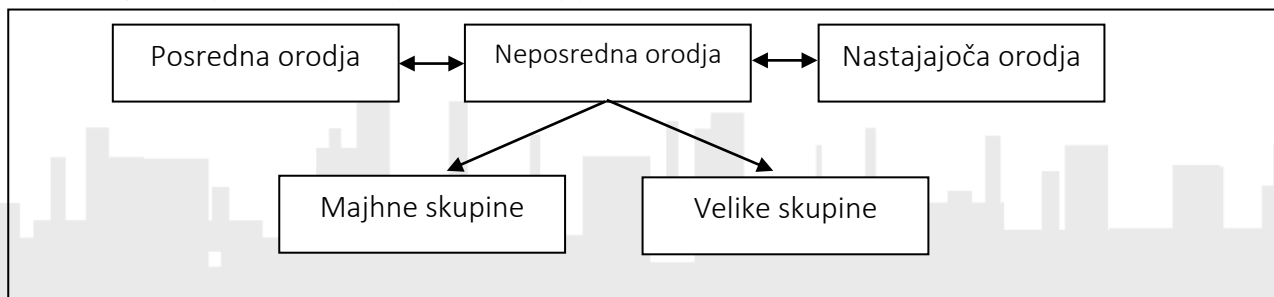 Posredna orodja
Neposredna orodja
Nastajajoča orodja
Majhne skupine
Velike skupine